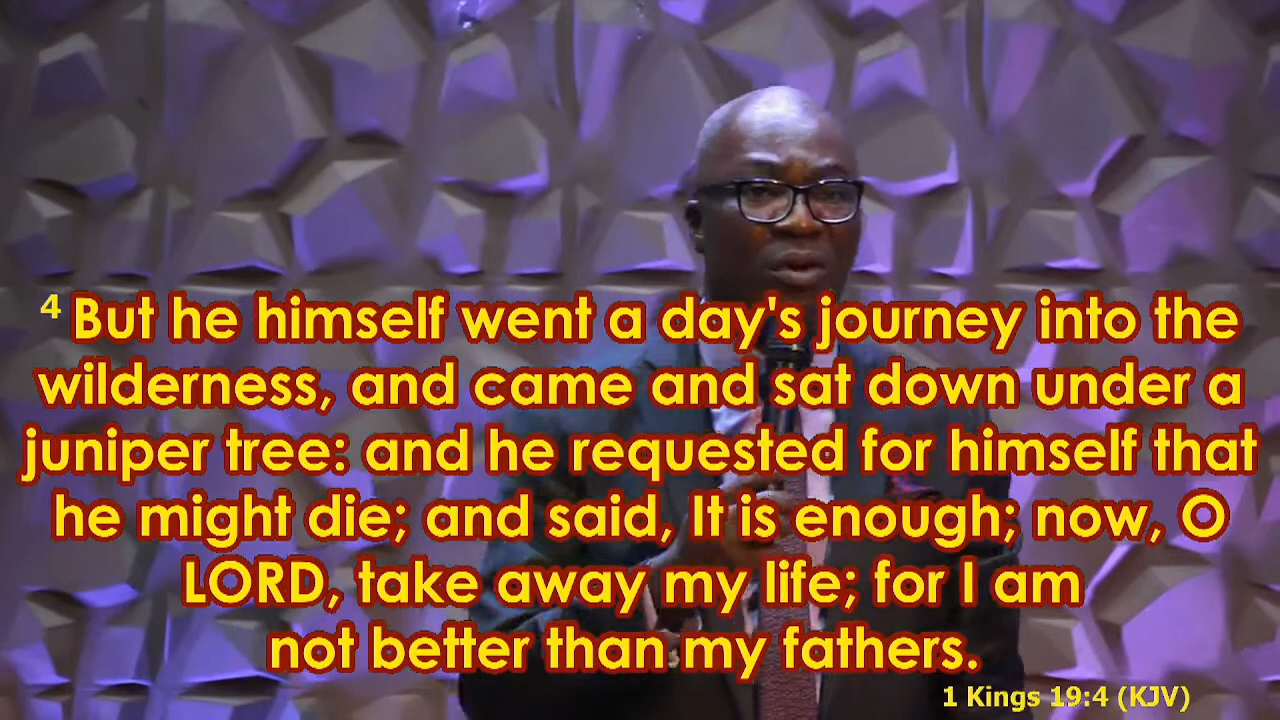 4 But he himself went a day's journey into the
wilderness, and came and sat down under a
juniper tree: and he requested for himself that
he might die; and said, It is enough; now, O
LORD, take away my life; for I am
not better than my fathers.
1 Kings 19:4 (KJV)